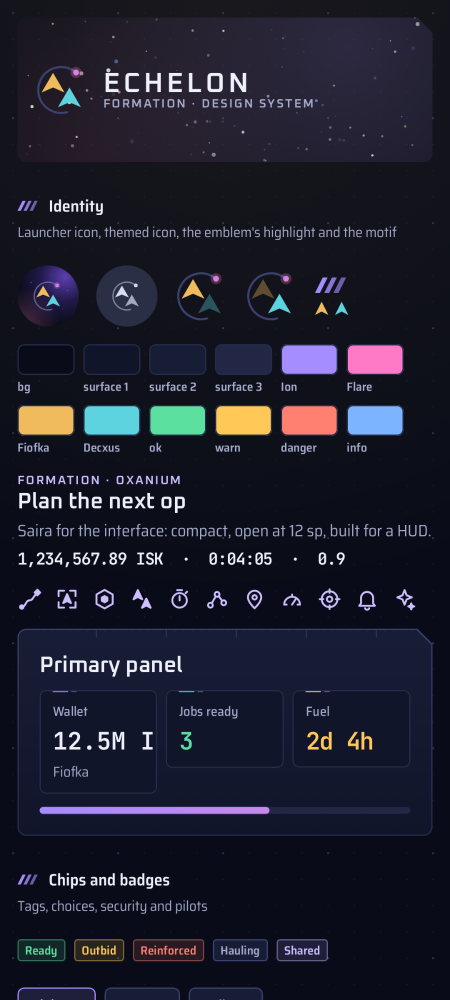 ECHELON
FORMATION · DESIGN SYSTEM
Identity
Launcher icon, themed icon, the emblem's highlight and the motif
bg surface 1 surface 2 surface 3 Ion Flare
Fiofka Decxus ok warn danger info
FORMATION · OXANIUM
Plan the next op
Saira for the interface: compact, open at 12 sp, built for a HUD.
1,234,567.89 ISK · 0:04:05 · 0.9
Primary panel
Wallet Jobs ready Fuel
12.5M I 3 2d 4h
Fiofka
Chips and badges
Tags, choices, security and pilots
Ready Outbid Reinforced Hauling Shared